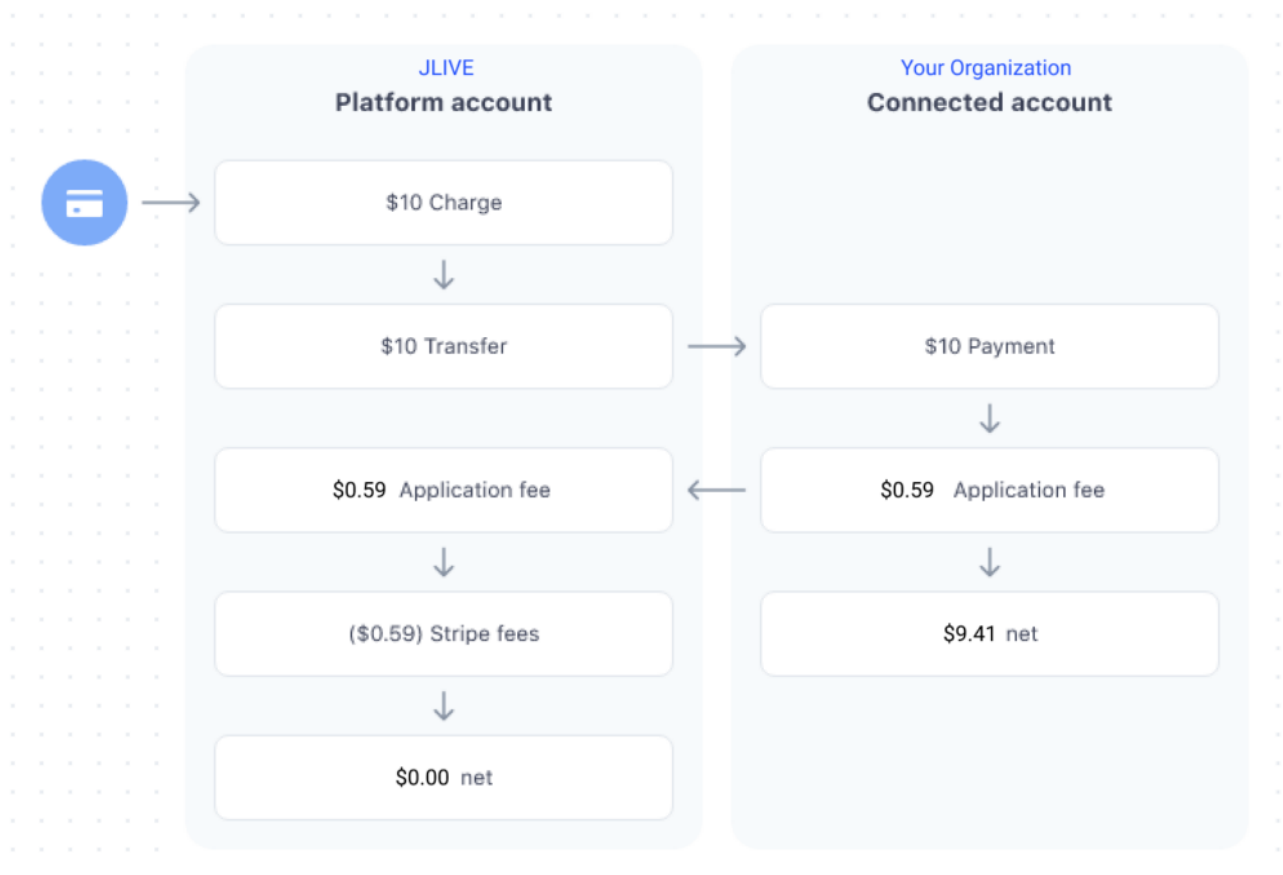 JLIVE
Platform account
Your Organization
Connected account
$10 Charge
$10 Transfer
$10 Payment
$0.59 Application fee
$0.59 Application fee
($0.59) Stripe fees
$9.41 net
$0.00 net